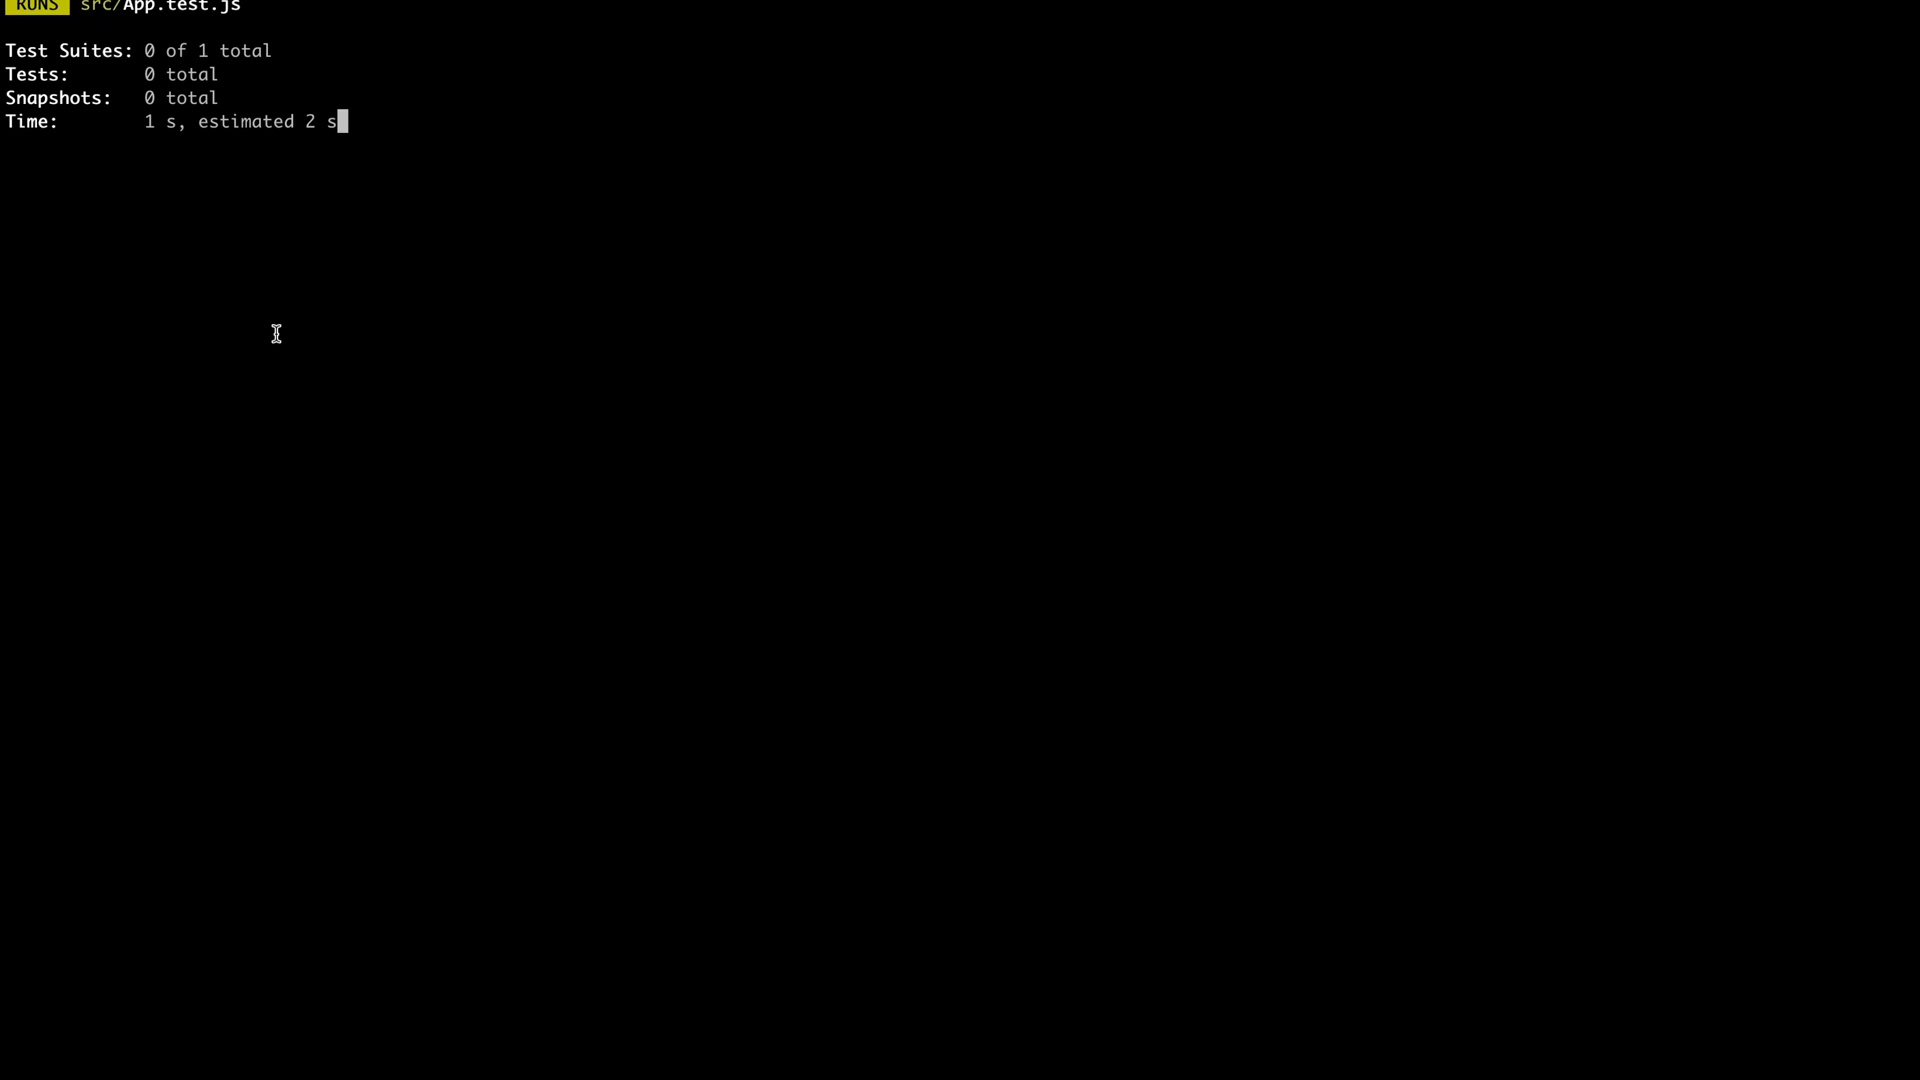 RUNS src/App.test.js
Test Suites: 0 of 1 total
Tests: 0 total
Snapshots: 0 total
Time: 1 s, estimated 2 s